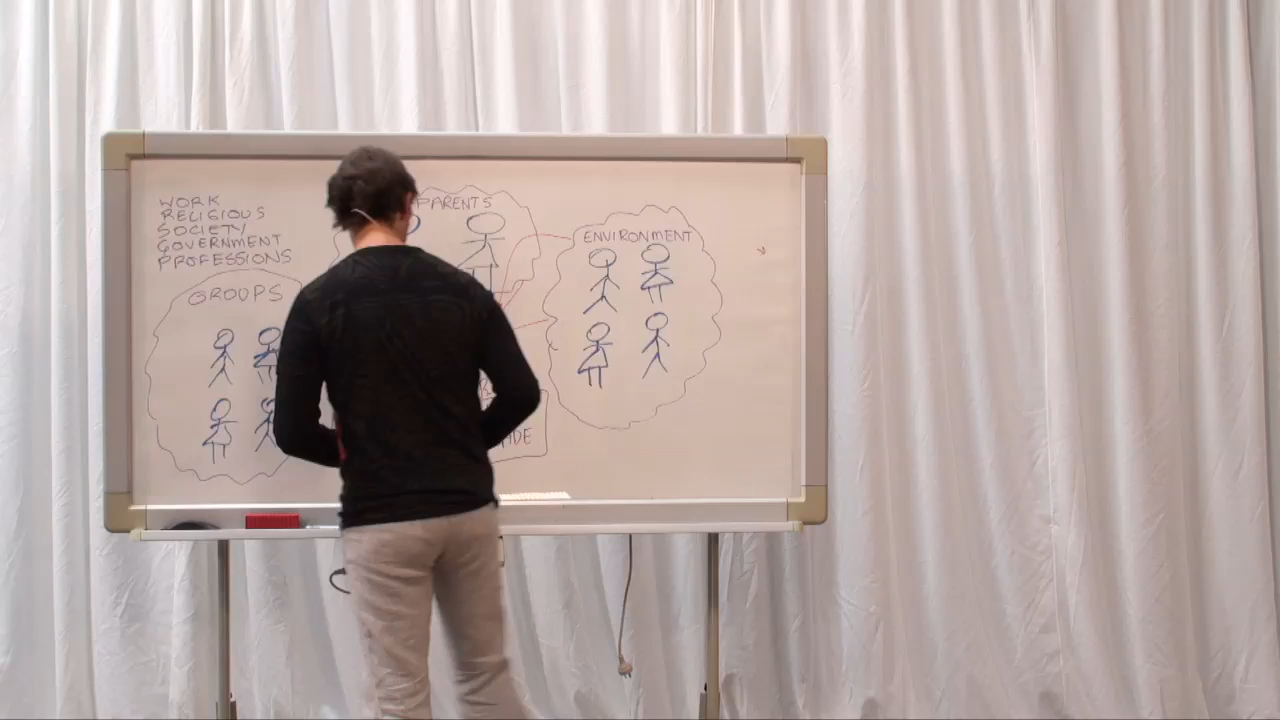 WORK
RELIGIOUS
SOCIETY
GOVERNMENT
PROFESSIONS
GROUPS
PARENTS
ENVIRONMENT